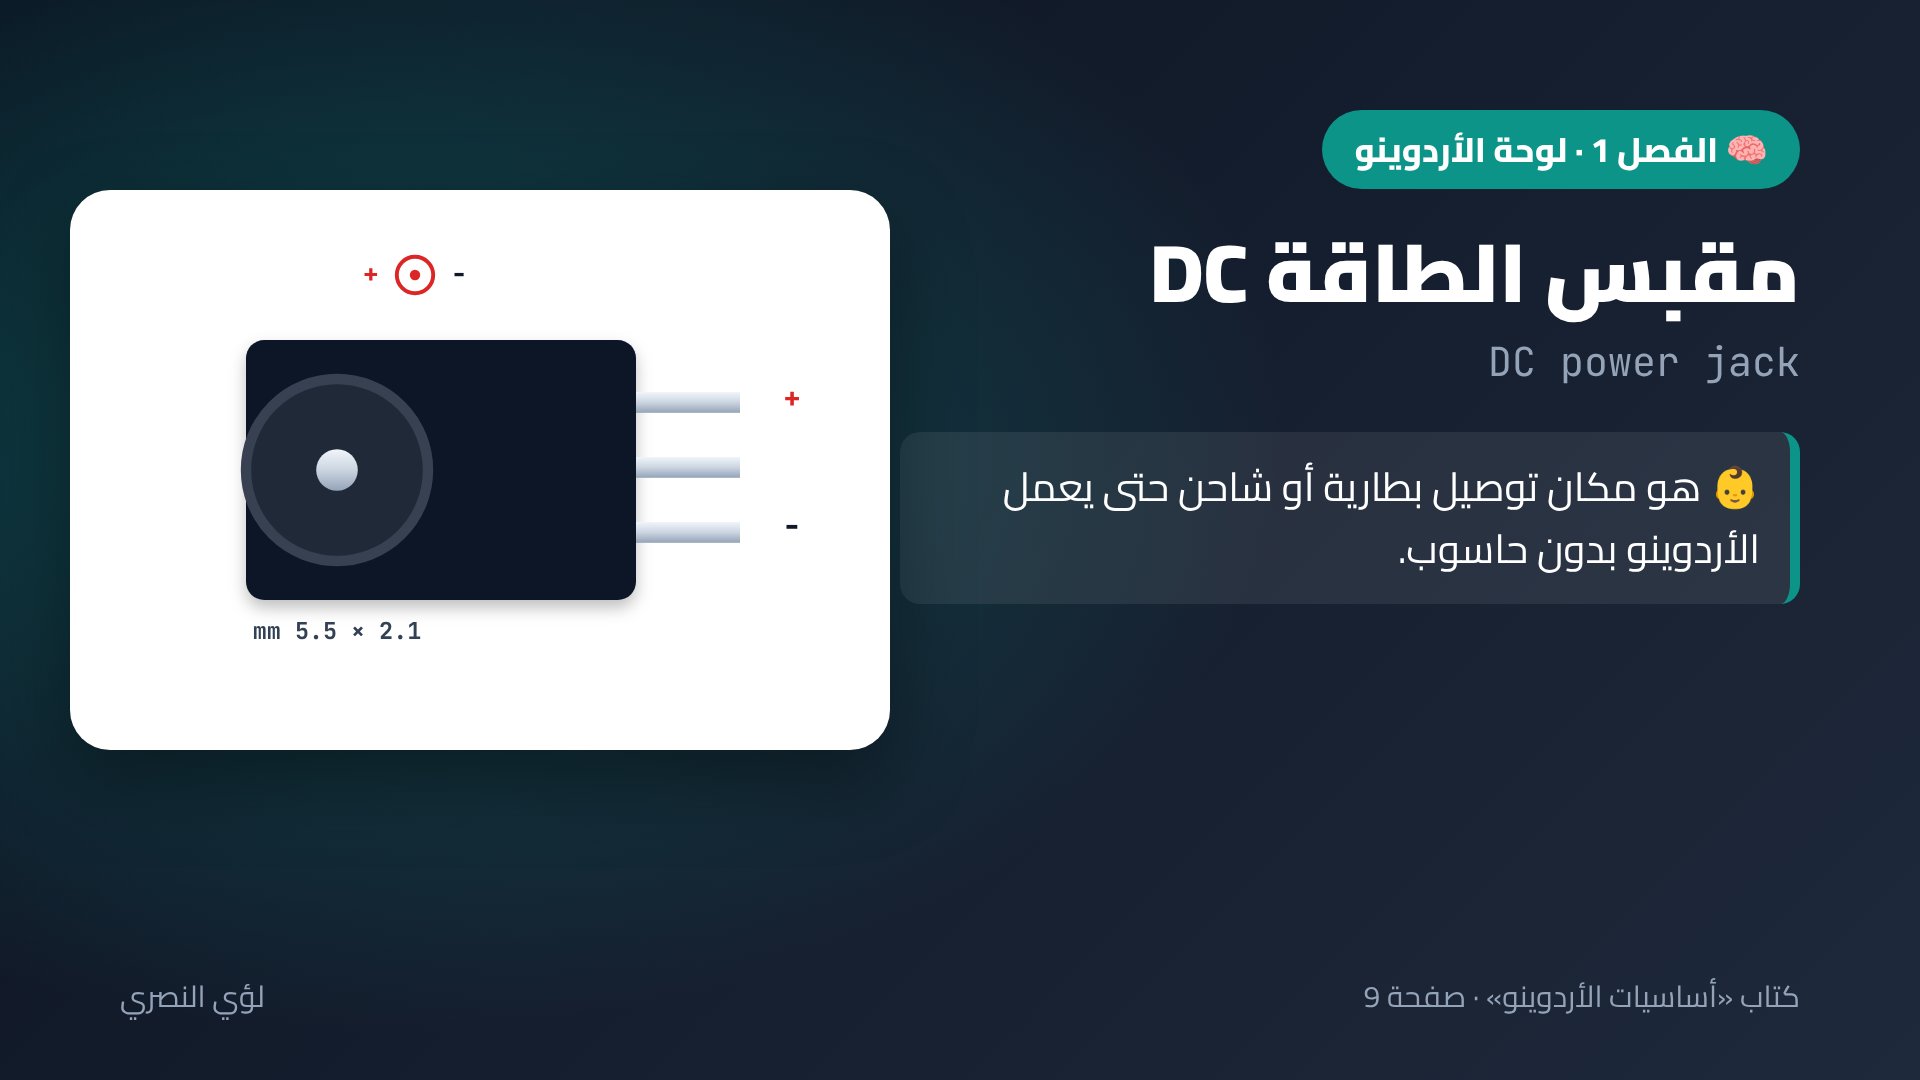 🧠 الفصل 1 · لوحة الأردوينو
مقبس الطاقة DC
DC power jack
👶 هو مكان توصيل بطارية أو شاحن حتى يعمل
الأردوينو بدون حاسوب.
+ -
+
-
mm 5.5 × 2.1
كتاب «أساسيات الأردوينو» · صفحة 9
لؤي النصري